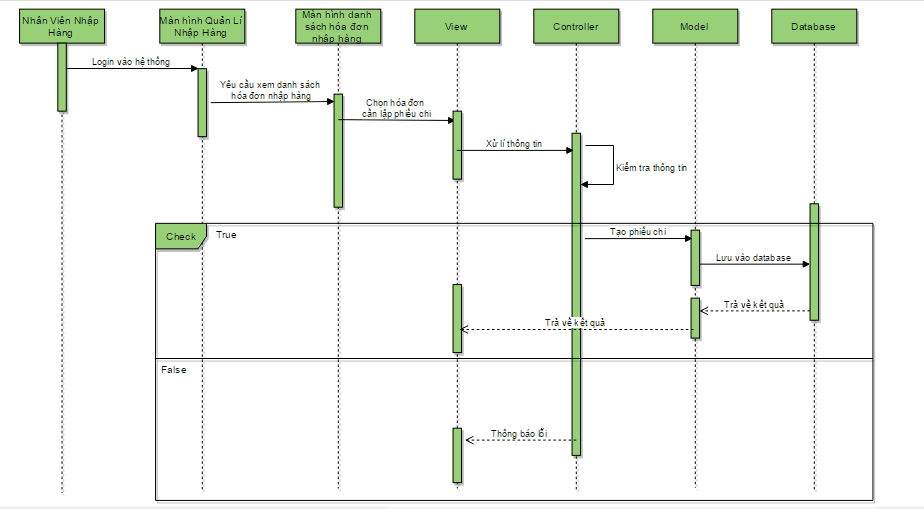 Nhân Viên Nhập
Hàng
Màn hình Quản Lí
Nhập Hàng
Màn hình danh
sách hóa đơn
nhập hàng
View
Controller
Model
Database
Login vào hệ thống
Yêu cầu xem danh sách
hóa đơn nhập hàng
Chọn hóa đơn
cần lập phiếu chi
Xử lí thông tin
Kiểm tra thông tin
Check
True
Tạo phiếu chi
Lưu vào database
Trả về kết quả
Trả về kết quả
False
Thông báo lỗi